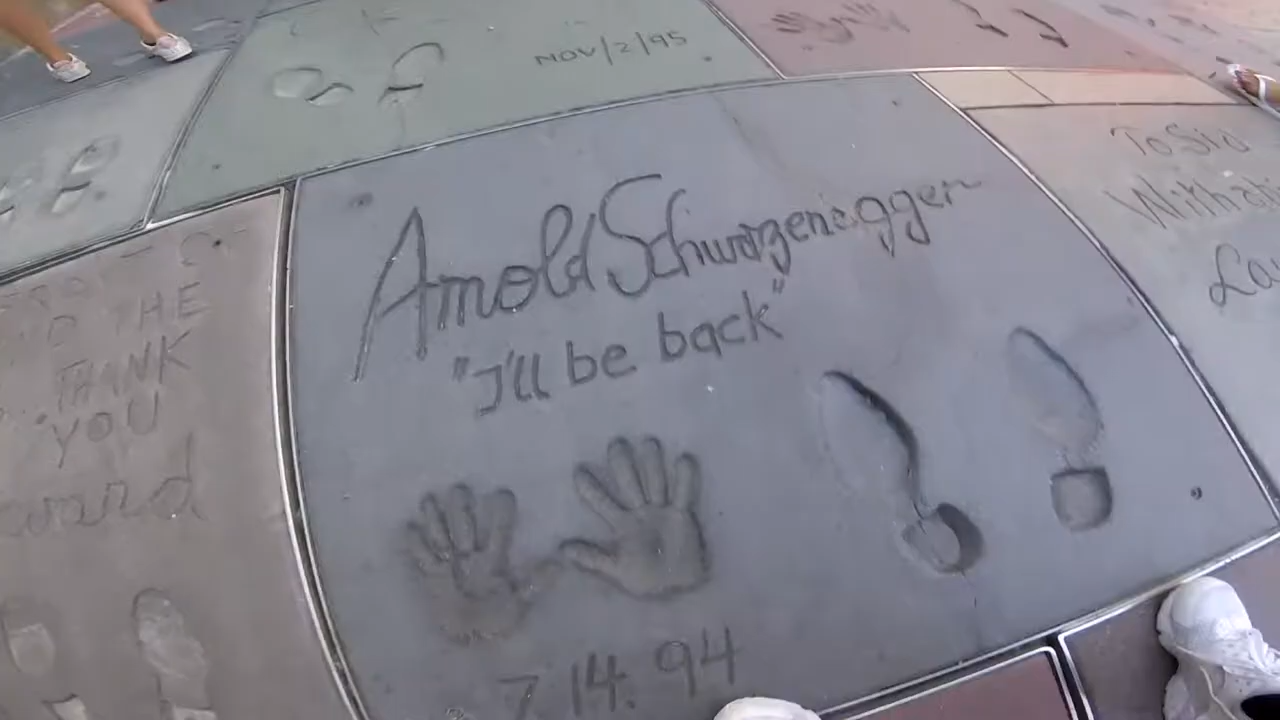 NOV/2/95
Arnold Schwarzenegger
"I'll be back"
7.14.94
To Sid
THE
THANK
YOU